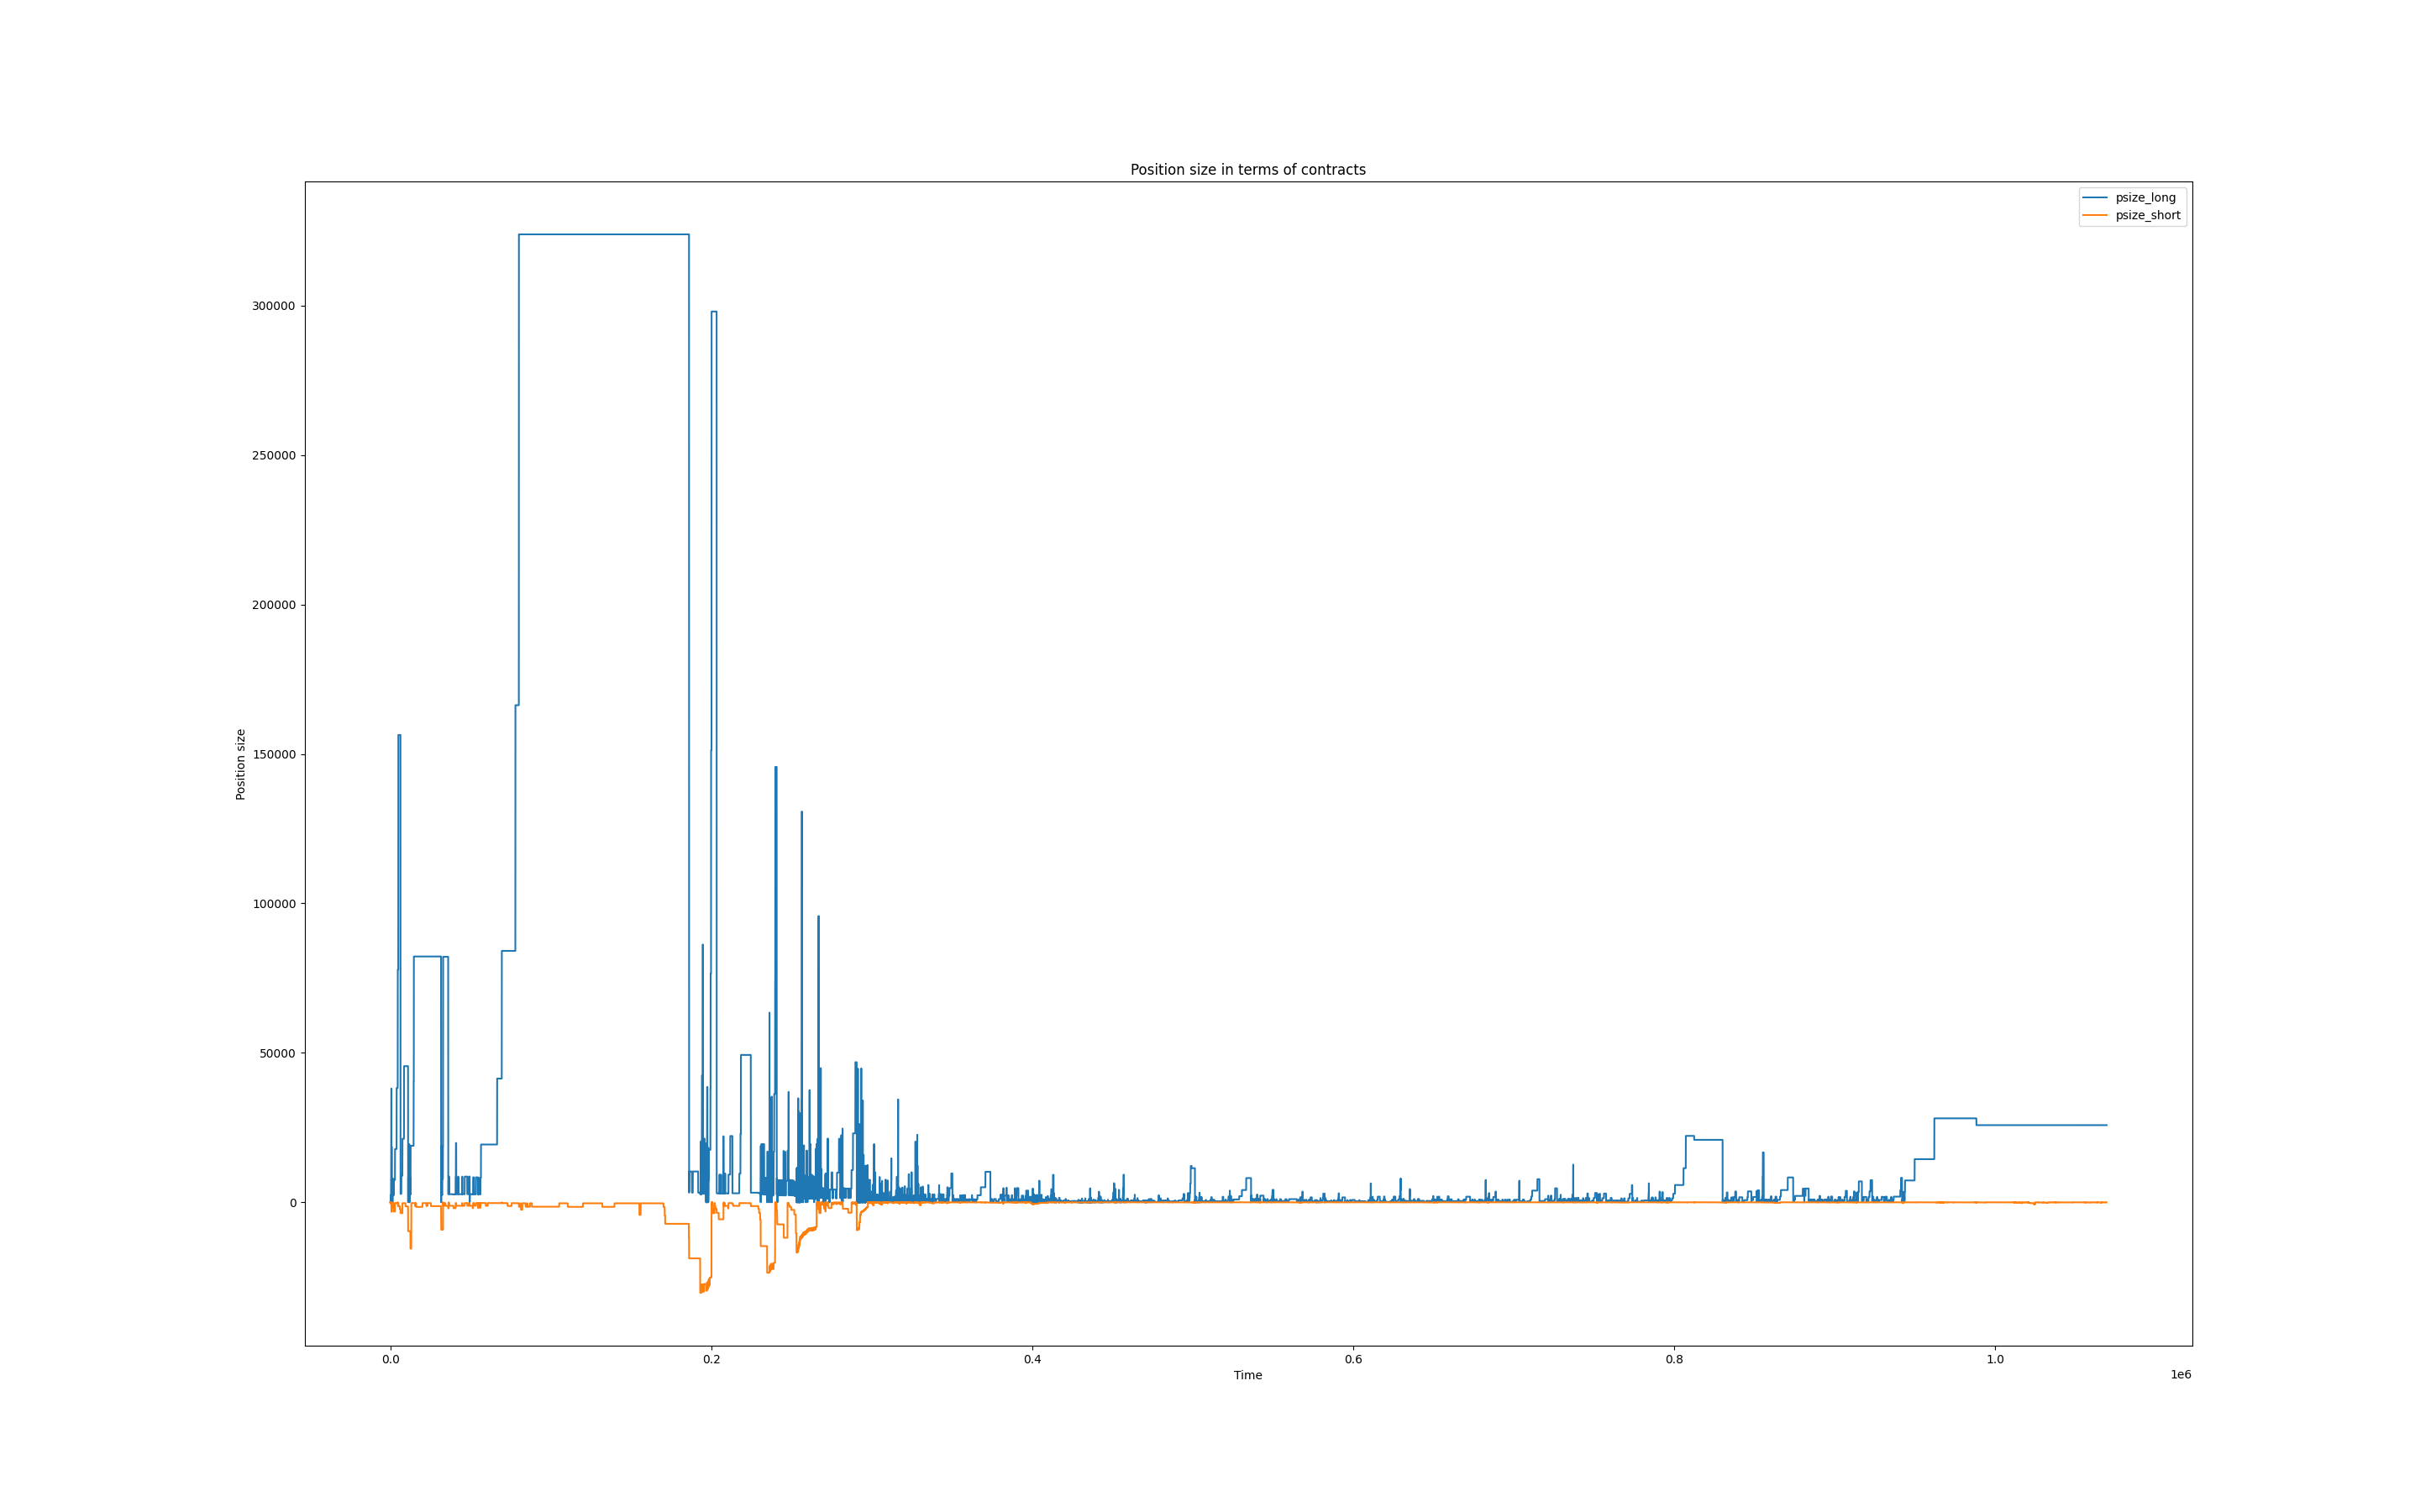 Position size in terms of contracts
psize_long
psize_short
300000
250000
200000
150000
100000
50000
0
Position size
0.0 0.2 0.4 0.6 0.8 1.0
Time
1e6